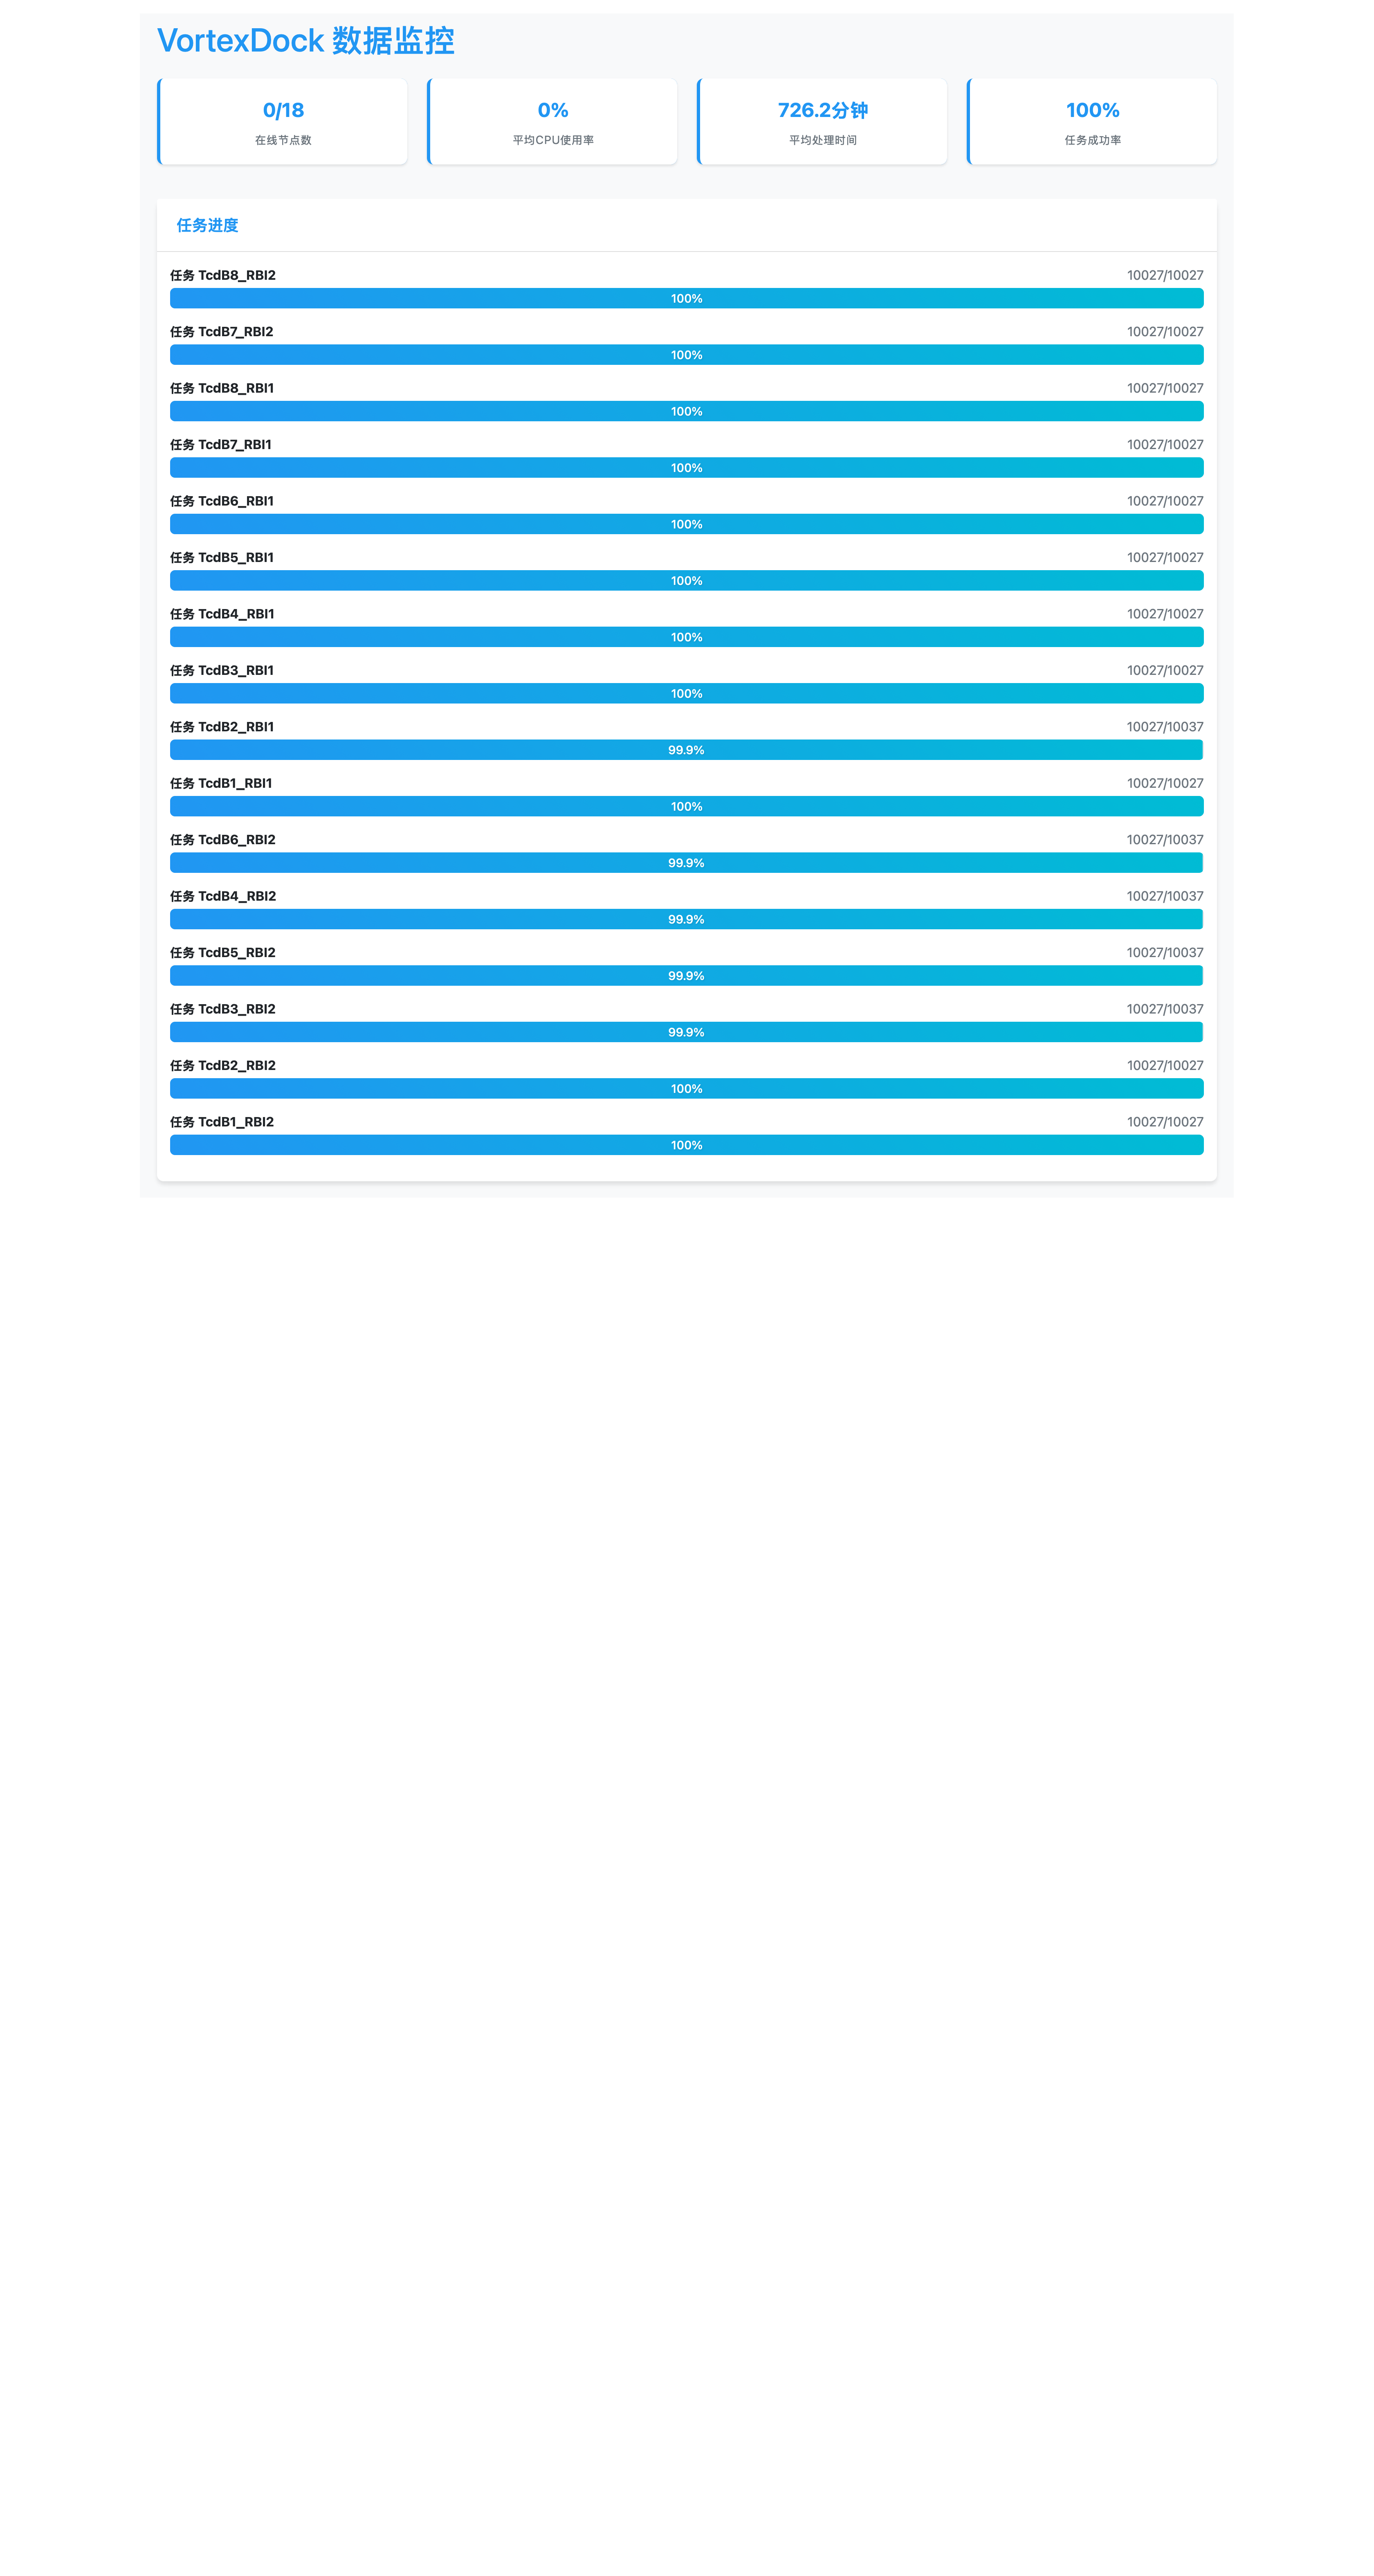 VortexDock 数据监控
0/18
在线节点数
0%
平均CPU使用率
726.2分钟
平均处理时间
100%
任务成功率
任务进度
任务 TcdB8_RBI2 10027/10027
100%
任务 TcdB7_RBI2 10027/10027
100%
任务 TcdB8_RBI1 10027/10027
100%
任务 TcdB7_RBI1 10027/10027
100%
任务 TcdB6_RBI1 10027/10027
100%
任务 TcdB5_RBI1 10027/10027
100%
任务 TcdB4_RBI1 10027/10027
100%
任务 TcdB3_RBI1 10027/10027
100%
任务 TcdB2_RBI1 10027/10037
99.9%
任务 TcdB1_RBI1 10027/10027
100%
任务 TcdB6_RBI2 10027/10037
99.9%
任务 TcdB4_RBI2 10027/10037
99.9%
任务 TcdB5_RBI2 10027/10037
99.9%
任务 TcdB3_RBI2 10027/10037
99.9%
任务 TcdB2_RBI2 10027/10027
100%
任务 TcdB1_RBI2 10027/10027
100%